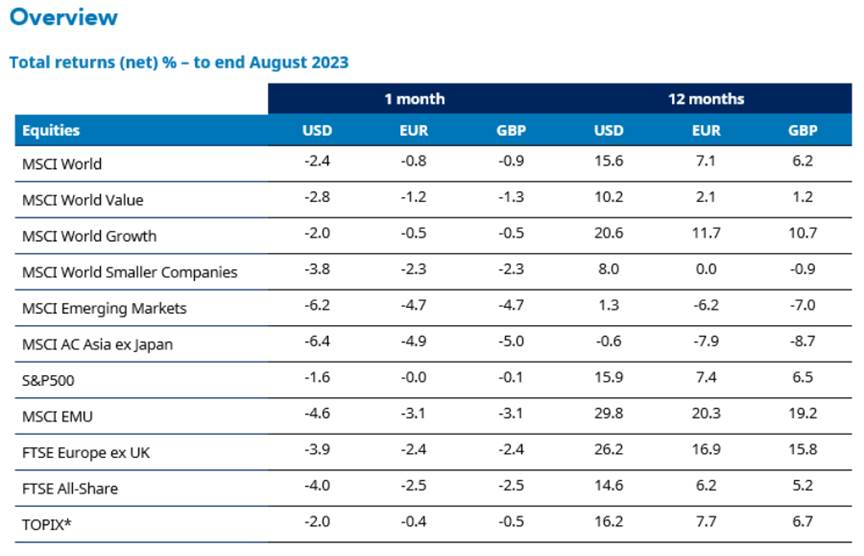 Overview
Total returns (net) % – to end August 2023
1 month 12 months
Equities USD EUR GBP USD EUR GBP
MSCI World -2.4 -0.8 -0.9 15.6 7.1 6.2
MSCI World Value -2.8 -1.2 -1.3 10.2 2.1 1.2
MSCI World Growth -2.0 -0.5 -0.5 20.6 11.7 10.7
MSCI World Smaller Companies -3.8 -2.3 -2.3 8.0 0.0 -0.9
MSCI Emerging Markets -6.2 -4.7 -4.7 1.3 -6.2 -7.0
MSCI AC Asia ex Japan -6.4 -4.9 -5.0 -0.6 -7.9 -8.7
S&P500 -1.6 -0.0 -0.1 15.9 7.4 6.5
MSCI EMU -4.6 -3.1 -3.1 29.8 20.3 19.2
FTSE Europe ex UK -3.9 -2.4 -2.4 26.2 16.9 15.8
FTSE All-Share -4.0 -2.5 -2.5 14.6 6.2 5.2
TOPIX* -2.0 -0.4 -0.5 16.2 7.7 6.7